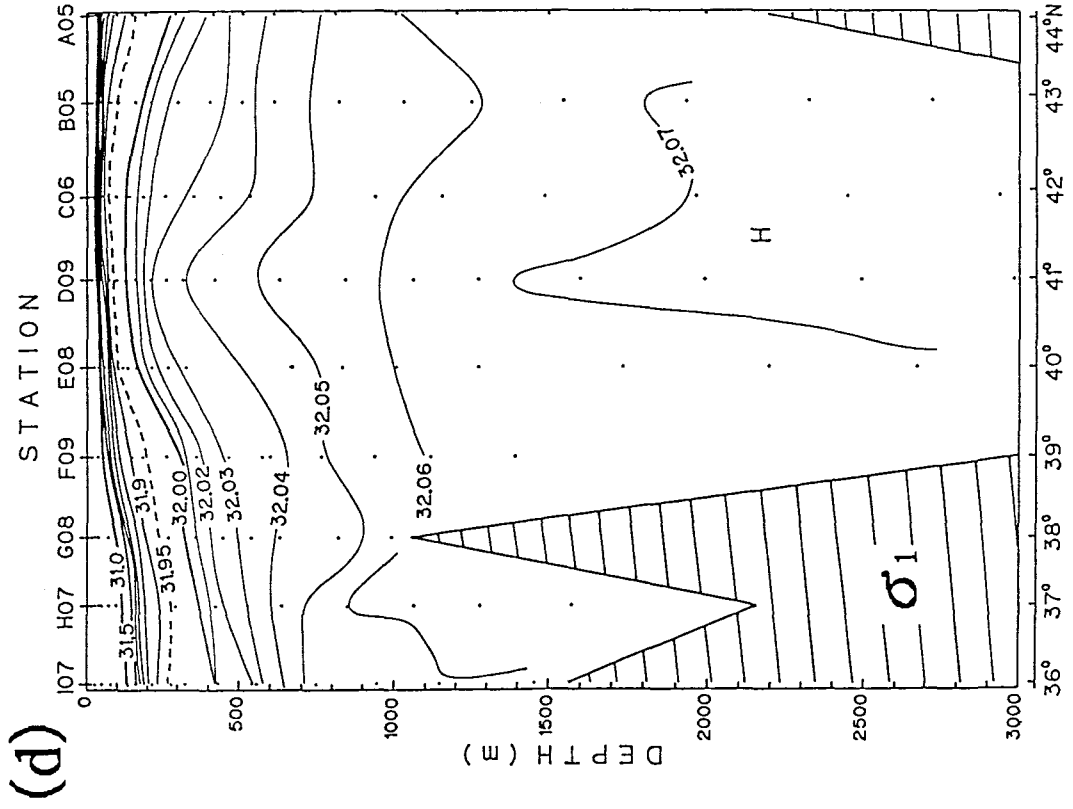 (d)
STATION
I07 H07 G08 F09 E08 D09 C06 B05 A05
0
500
1000
1500
2000
2500
3000
DEPTH (m)
31.0
31.5
31.9
31.95
32.00
32.02
32.03
32.04
32.05
32.06
32.07
H
σ1
36° 37° 38° 39° 40° 41° 42° 43° 44°N